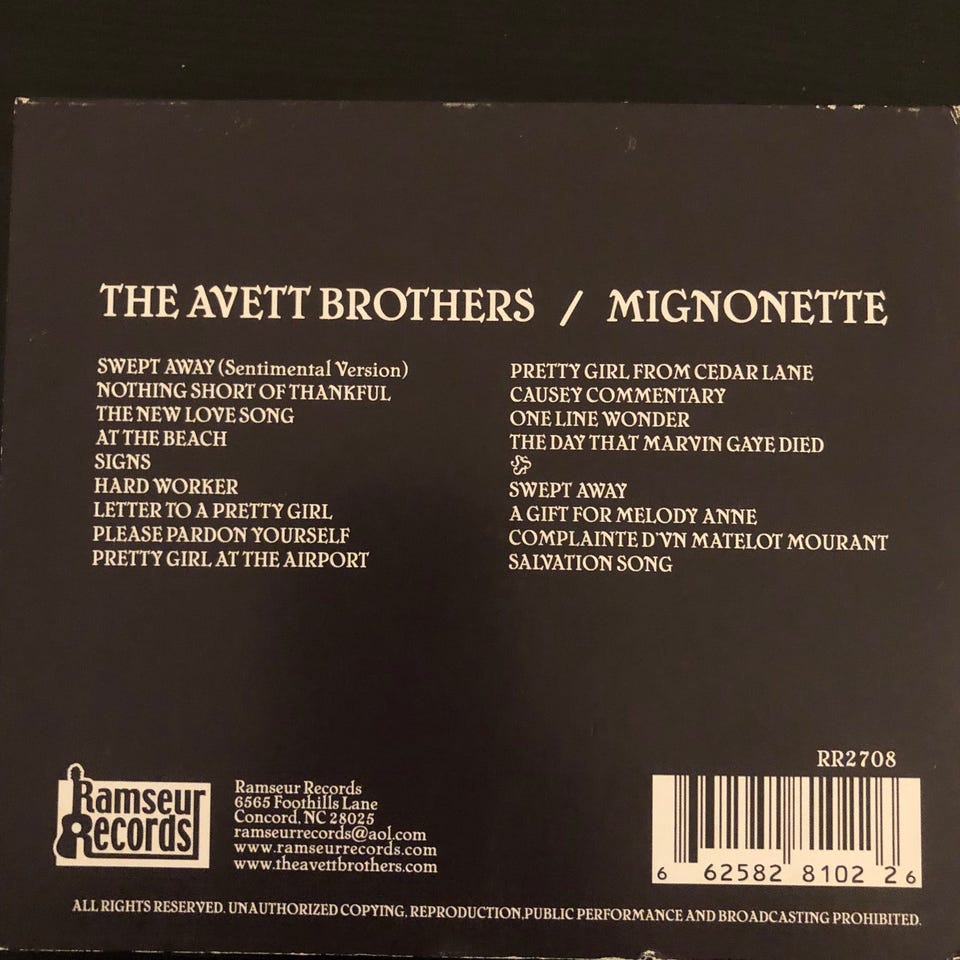 THE AVETT BROTHERS / MIGNONETTE
SWEPT AWAY (Sentimental Version)
NOTHING SHORT OF THANKFUL
THE NEW LOVE SONG
AT THE BEACH
SIGNS
HARD WORKER
LETTER TO A PRETTY GIRL
PLEASE PARDON YOURSELF
PRETTY GIRL AT THE AIRPORT
PRETTY GIRL FROM CEDAR LANE
CAUSEY COMMENTARY
ONE LINE WONDER
THE DAY THAT MARVIN GAYE DIED
SWEPT AWAY
A GIFT FOR MELODY ANNE
COMPLAINTE D'VN MATELOT MOURANT
SALVATION SONG
Ramseur
Records
Ramseur Records
6565 Foothills Lane
Concord, NC 28025
ramseurrecords@aol.com
www.ramseurrecords.com
www.theavettbrothers.com
RR2708
6 62582 8102 2 6
ALL RIGHTS RESERVED. UNAUTHORIZED COPYING, REPRODUCTION,PUBLIC PERFORMANCE AND BROADCASTING PROHIBITED.